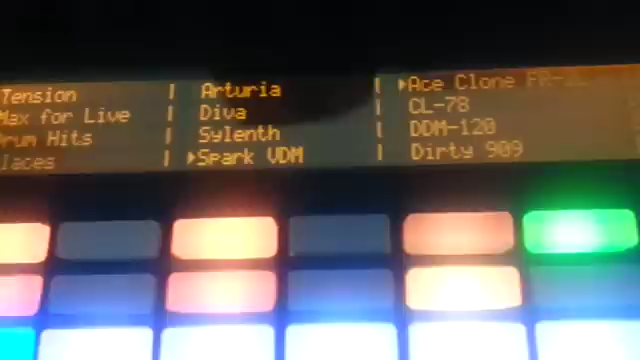 Tension
Max for Live
Drum Hits
laces
Arturia
Diva
Sylenth
Spark VDM
Ace Clone
CL-78
DDM-120
Dirty 909